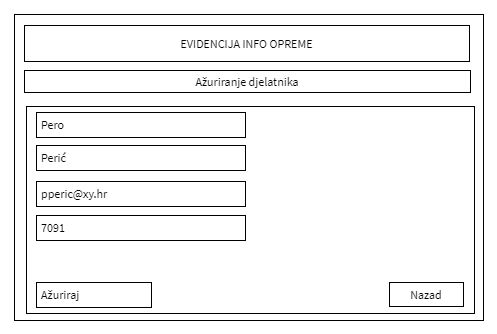 EVIDENCIJA INFO OPREME
Ažuriranje djelatnika
Pero
Perić
pperic@xy.hr
7091
Ažuriraj
Nazad